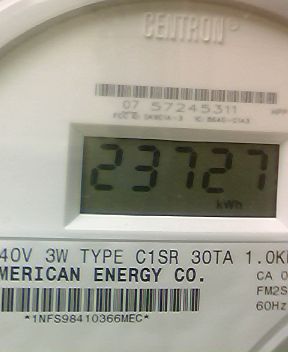 CENTRON®
07 57245311
23727
kWh
40V 3W TYPE C1SR 30TA 1.0K
MERICAN ENERGY CO.
CA 0
FM2S
60Hz
*1NFS98410366MEC*